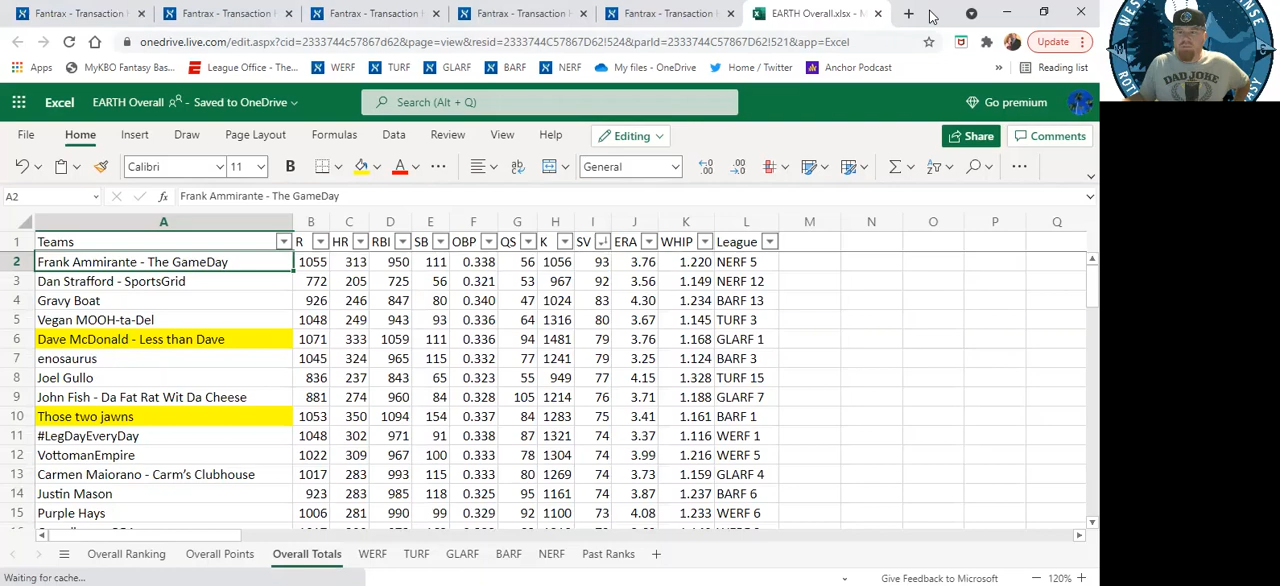 Fantrax - Transaction Fantrax - Transaction Fantrax - Transaction Fantrax - Transaction Fantrax - Transaction EARTH Overall.xlsx - M
onedrive.live.com/edit.aspx?cid=2333744c57867d62&page=view&resid=2333744c57867d62!524&parId=2333744c57867d62!521&app=Excel Update
Apps MyKBO Fantasy Bas... League Office - The... WERF TURF GLARF BARF NERF My files - OneDrive Home / Twitter Anchor Podcast » Reading list
Excel EARTH Overall - Saved to OneDrive Search (Alt + Q) Go premium
File Home Insert Draw Page Layout Formulas Data Review View Help Editing Share Comments
Calibri 11 B A General
A2 fx Frank Ammirante - The GameDay
A B C D E F G H I J K L M N O P Q
1 Teams R HR RBI SB OBP QS K SV ERA WHIP League
2 Frank Ammirante - The GameDay 1055 313 950 111 0.338 56 1056 93 3.76 1.220 NERF 5
3 Dan Strafford - SportsGrid 772 205 725 56 0.321 53 967 92 3.56 1.149 NERF 12
4 Gravy Boat 926 246 847 80 0.340 47 1024 83 4.30 1.234 BARF 13
5 Vegan MOOH-ta-Del 1048 249 943 93 0.336 64 1316 80 3.67 1.145 TURF 3
6 Dave McDonald - Less than Dave 1071 333 1059 111 0.336 94 1481 79 3.76 1.168 GLARF 1
7 enosaurus 1045 324 965 115 0.332 77 1241 79 3.25 1.124 BARF 3
8 Joel Gullo 836 237 843 65 0.323 55 949 77 4.15 1.328 TURF 15
9 John Fish - Da Fat Rat Wit Da Cheese 881 274 960 84 0.328 105 1214 76 3.71 1.188 GLARF 7
10 Those two jawns 1053 350 1094 154 0.337 84 1283 75 3.41 1.161 BARF 1
11 #LegDayEveryDay 1048 302 971 91 0.338 87 1321 74 3.37 1.116 WERF 1
12 VottomanEmpire 1022 309 967 100 0.333 78 1304 74 3.99 1.216 WERF 5
13 Carmen Maiorano - Carm's Clubhouse 1017 283 993 115 0.333 80 1269 74 3.73 1.159 GLARF 4
14 Justin Mason 923 283 985 118 0.325 95 1161 74 3.87 1.237 BARF 6
15 Purple Hays 1006 281 990 99 0.329 92 1100 73 4.08 1.233 WERF 6
Overall Ranking Overall Points Overall Totals WERF TURF GLARF BARF NERF Past Ranks
Waiting for cache... Give Feedback to Microsoft 120%
DAD JOKE